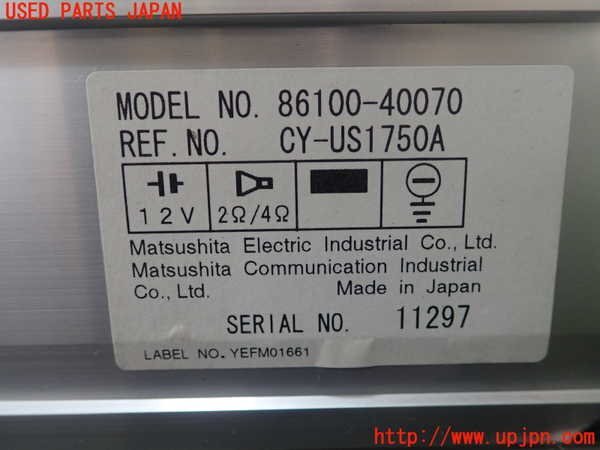 USED PARTS JAPAN
MODEL NO. 86100-40070
REF.NO. CY-US1750A
12V 2Ω/4Ω
Matsushita Electric Industrial Co., Ltd.
Matsushita Communication Industrial
Co., Ltd. Made in Japan
SERIAL NO. 11297
LABEL NO. YEFM01661
http://www.upjpn.com/